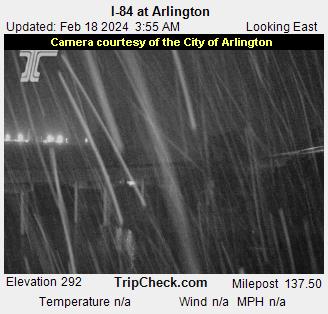 I-84 at Arlington
Updated: Feb 18 2024 3:55 AM Looking East
Camera courtesy of the City of Arlington
Elevation 292 TripCheck.com Milepost 137.50
Temperature n/a Wind n/a MPH n/a